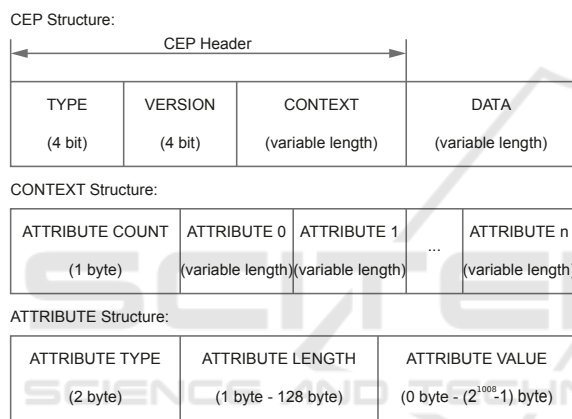 CEP Structure:
CEP Header
TYPE VERSION CONTEXT DATA
(4 bit) (4 bit) (variable length) (variable length)
CONTEXT Structure:
ATTRIBUTE COUNT ATTRIBUTE 0 ATTRIBUTE 1 ... ATTRIBUTE n
(1 byte) (variable length) (variable length) (variable length)
ATTRIBUTE Structure:
ATTRIBUTE TYPE ATTRIBUTE LENGTH ATTRIBUTE VALUE
(2 byte) (1 byte - 128 byte) (0 byte - (2^1008-1) byte)
SCIENCE AND